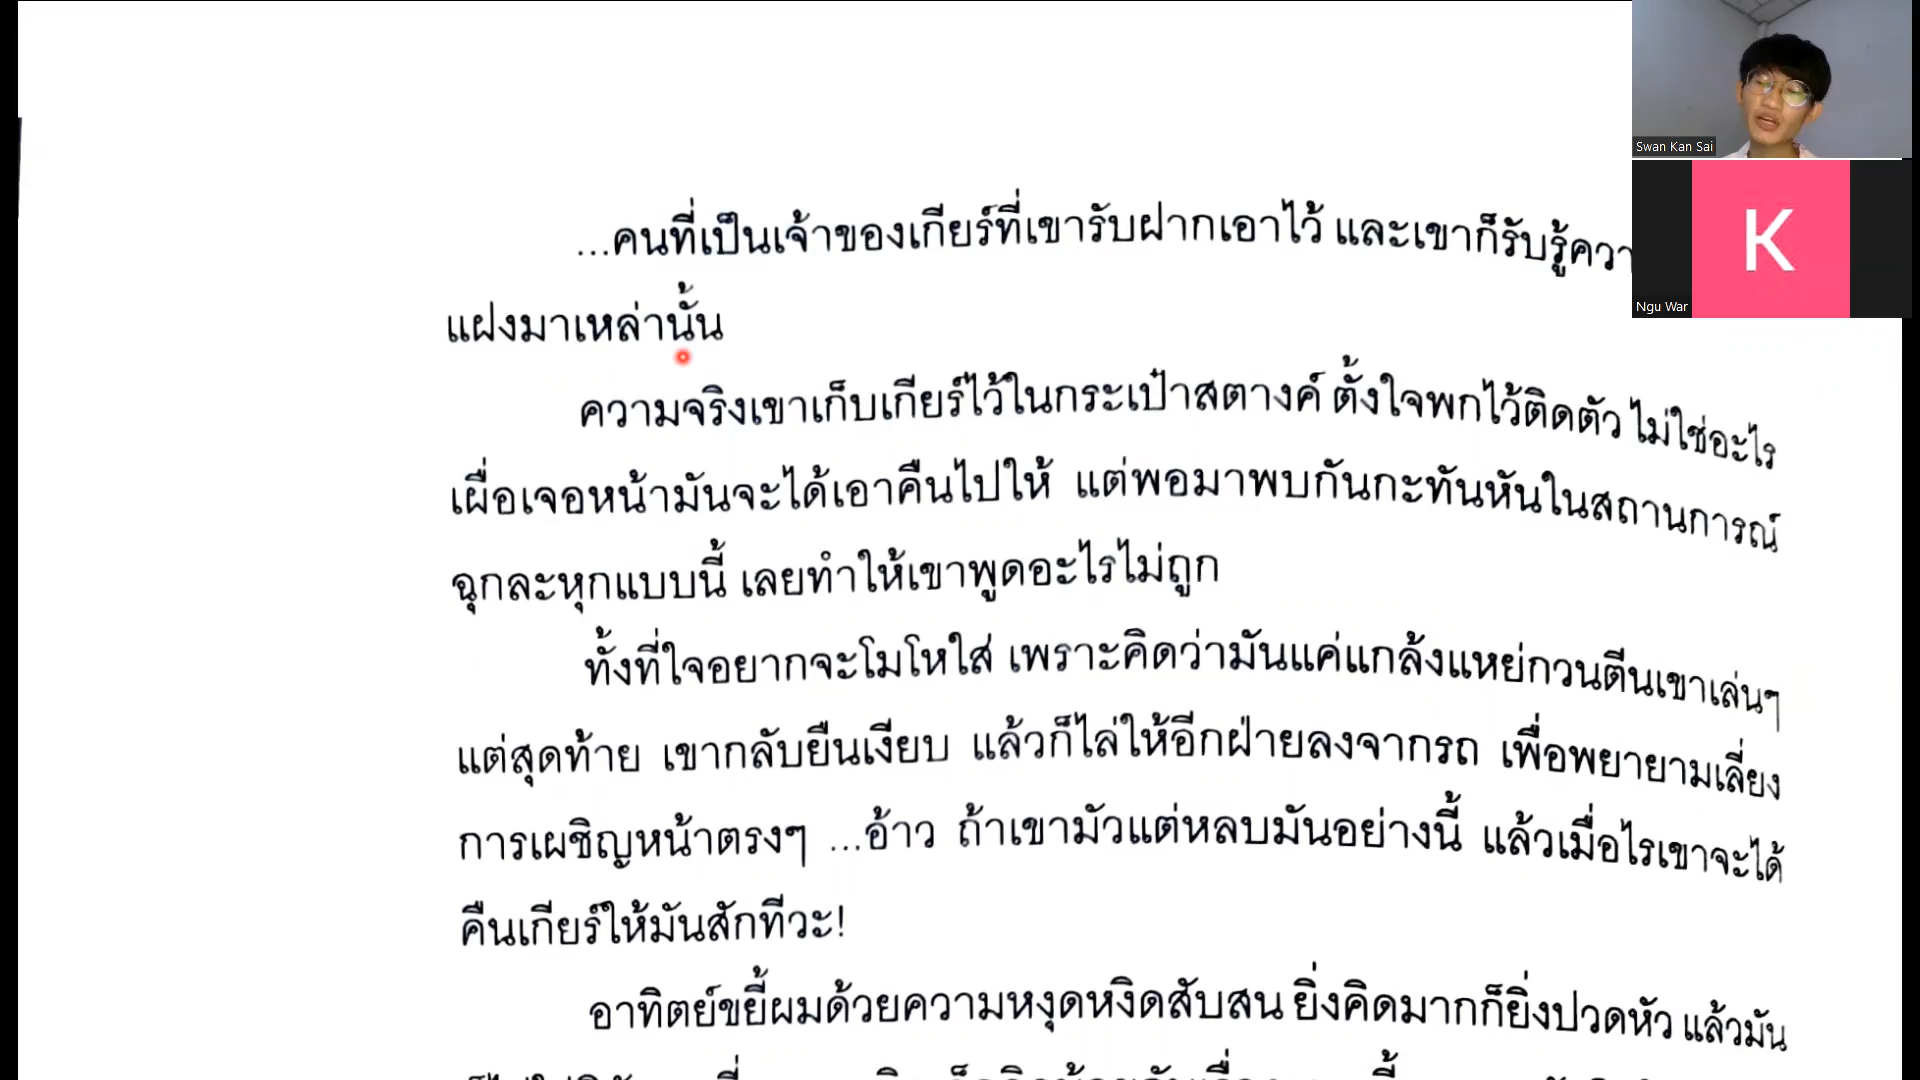 ...คนที่เป็นเจ้าของเกียร์ที่เขารับฝากเอาไว้ และเขาก็รับรู้
แฝงมาเหล่านั้น
ความจริงเขาเก็บเกียร์ไว้ในกระเป๋าสตางค์ ตั้งใจพกไว้ติดตัว ไม่ใช่อะไร
เผื่อเจอหน้ามันจะได้เอาคืนไปให้ แต่พอมาพบกันกะทันหันในสถานการณ์
ฉุกละหุกแบบนี้ เลยทำให้เขาพูดอะไรไม่ถูก
ทั้งที่ใจอยากจะโมโหใส่ เพราะคิดว่ามันแค่แกล้งแหย่กวนตีนเขาเล่นๆ
แต่สุดท้าย เขากลับยืนเงียบ แล้วก็ไล่ให้อีกฝ่ายลงจากรถ เพื่อพยายามเลี่ยง
การเผชิญหน้าตรงๆ ...อ้าว ถ้าเขามัวแต่หลบมันอย่างนี้ แล้วเมื่อไรเขาจะได้
คืนเกียร์ให้มันสักทีวะ!
อาทิตย์ขยี้ผมด้วยความหงุดหงิดสับสน ยิ่งคิดมากก็ยิ่งปวดหัว แล้วมัน
Swan Kan Sai
K
Ngu War